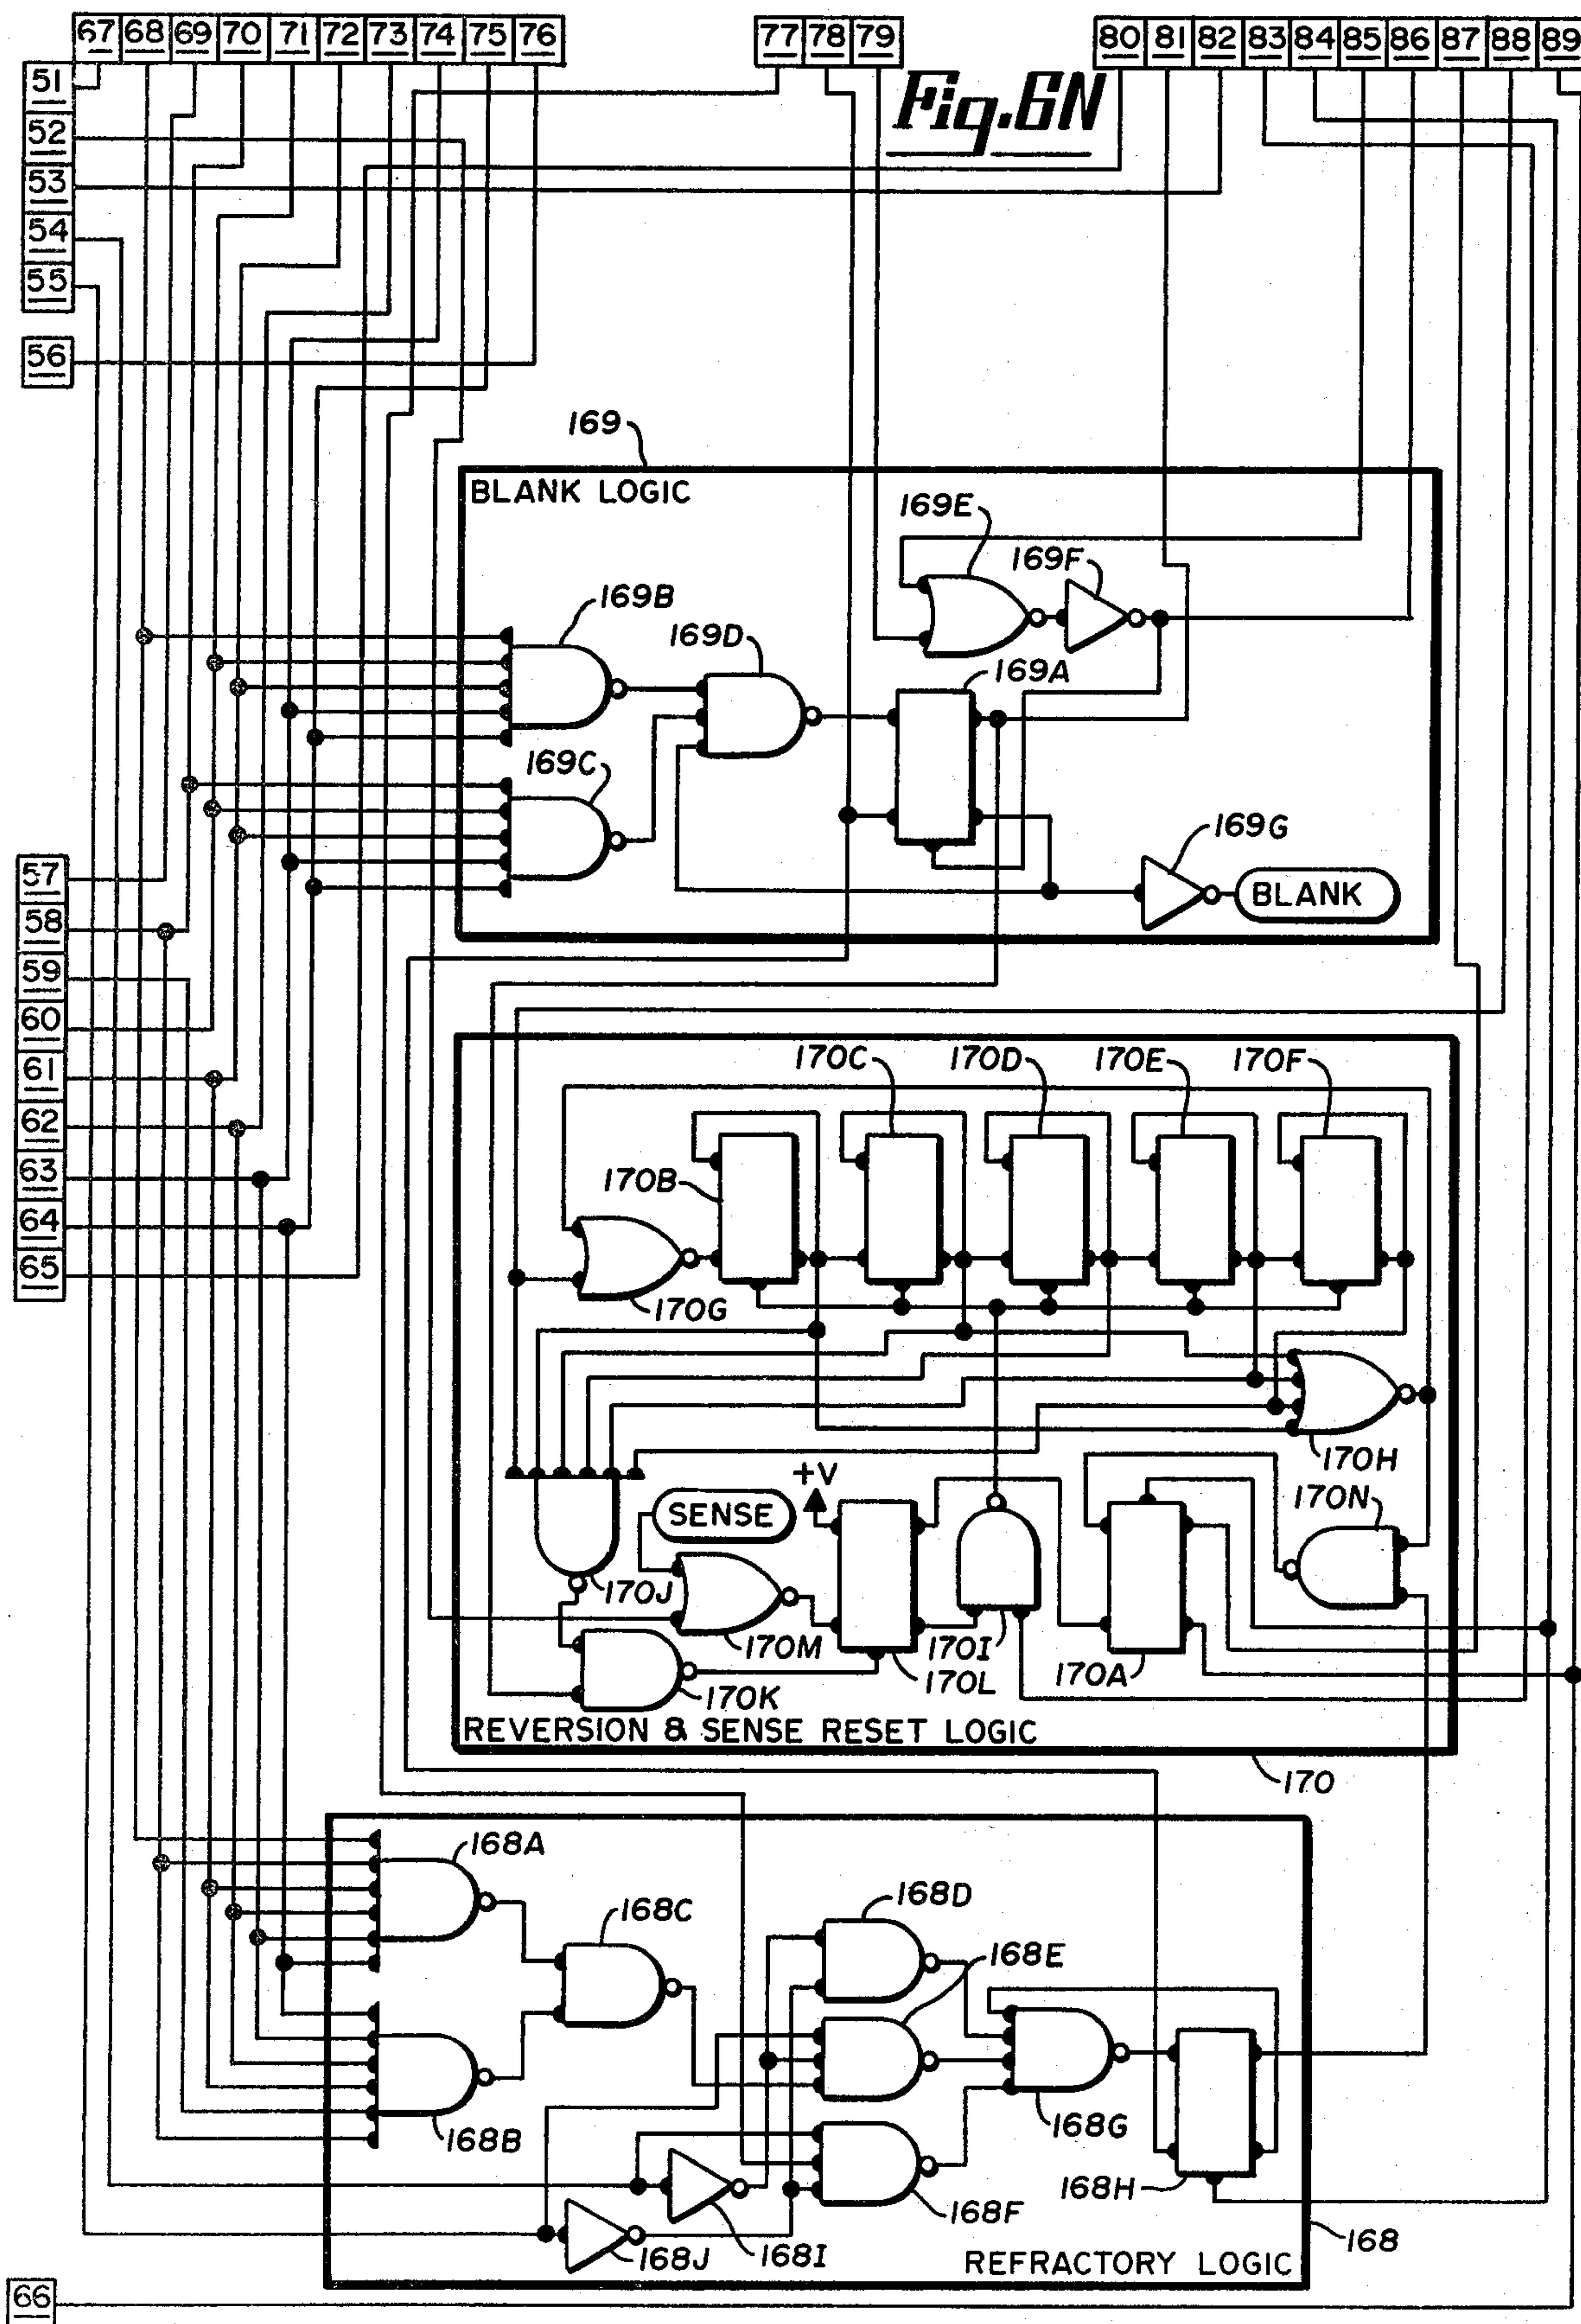 67 68 69 70 71 72 73 74 75 76 77 78 79 80 81 82 83 84 85 86 87 88 89
Fig. 6N
51
52
53
54
55
56
169
BLANK LOGIC
169E
169F
169B
169D
169A
169C
169G
BLANK
57
58
59
60
61
62
63
64
65
170C 170D 170E 170F
170B
170G
170H
+V
SENSE
170N
170J
170M
170I
170L
170A
170K
REVERSION & SENSE RESET LOGIC
170
168A
168C
168D
168E
168B
168G
168H
168F
168I
168J
168
REFRACTORY LOGIC
66